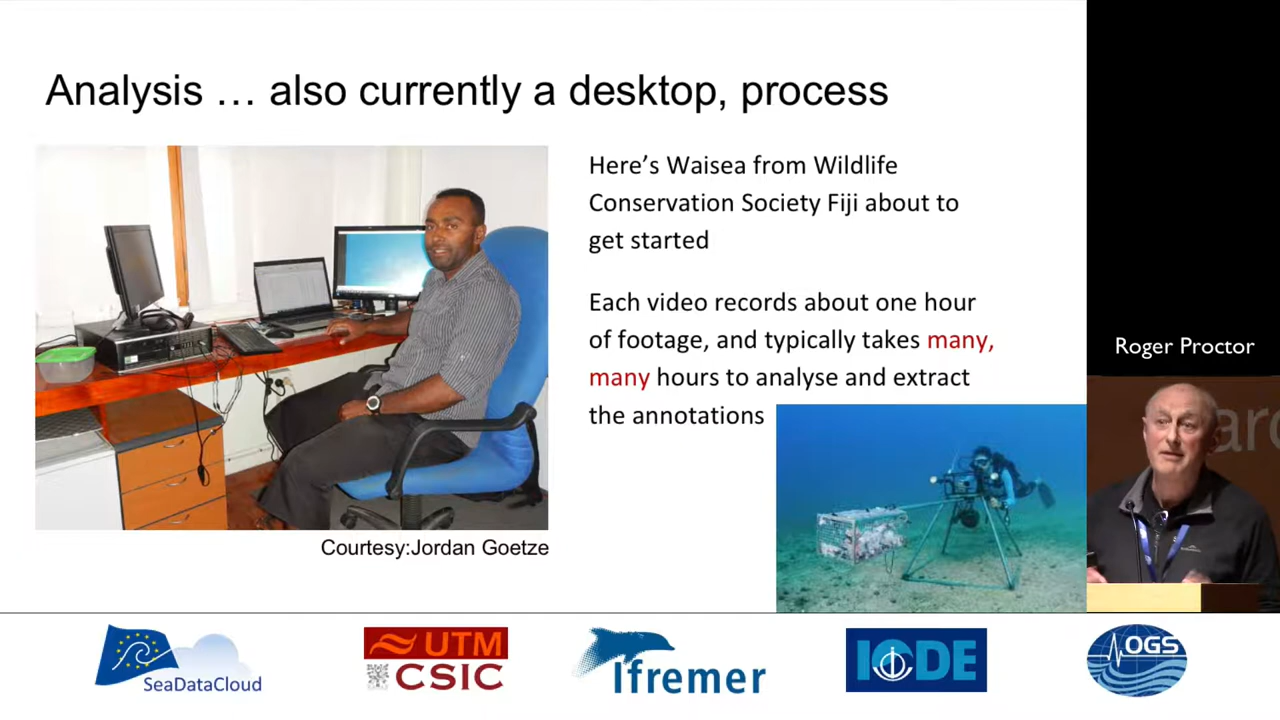 Analysis … also currently a desktop, process
Here’s Waisea from Wildlife
Conservation Society Fiji about to
get started
Each video records about one hour
of footage, and typically takes many,
many hours to analyse and extract
the annotations
Courtesy:Jordan Goetze
Roger Proctor
SeaDataCloud
UTM
CSIC
Ifremer
IODE
OGS